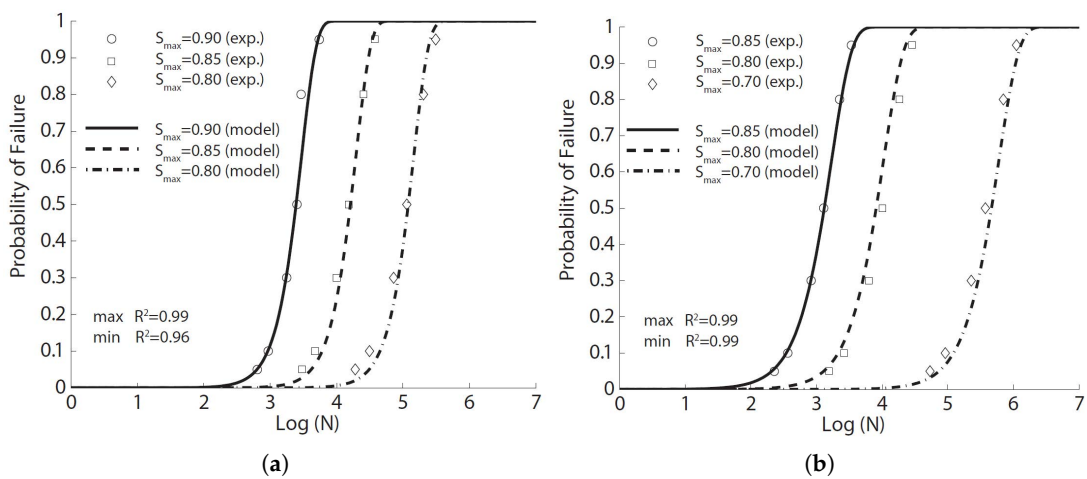 Probability of Failure
1
0.9
0.8
0.7
0.6
0.5
0.4
0.3
0.2
0.1
0
S_max=0.90 (exp.)
S_max=0.85 (exp.)
S_max=0.80 (exp.)
S_max=0.90 (model)
S_max=0.85 (model)
S_max=0.80 (model)
max R²=0.99
min R²=0.96
0 1 2 3 4 5 6 7
Log (N)
(a)
Probability of Failure
1
0.9
0.8
0.7
0.6
0.5
0.4
0.3
0.2
0.1
0
S_max=0.85 (exp.)
S_max=0.80 (exp.)
S_max=0.70 (exp.)
S_max=0.85 (model)
S_max=0.80 (model)
S_max=0.70 (model)
max R²=0.99
min R²=0.99
0 1 2 3 4 5 6 7
Log (N)
(b)